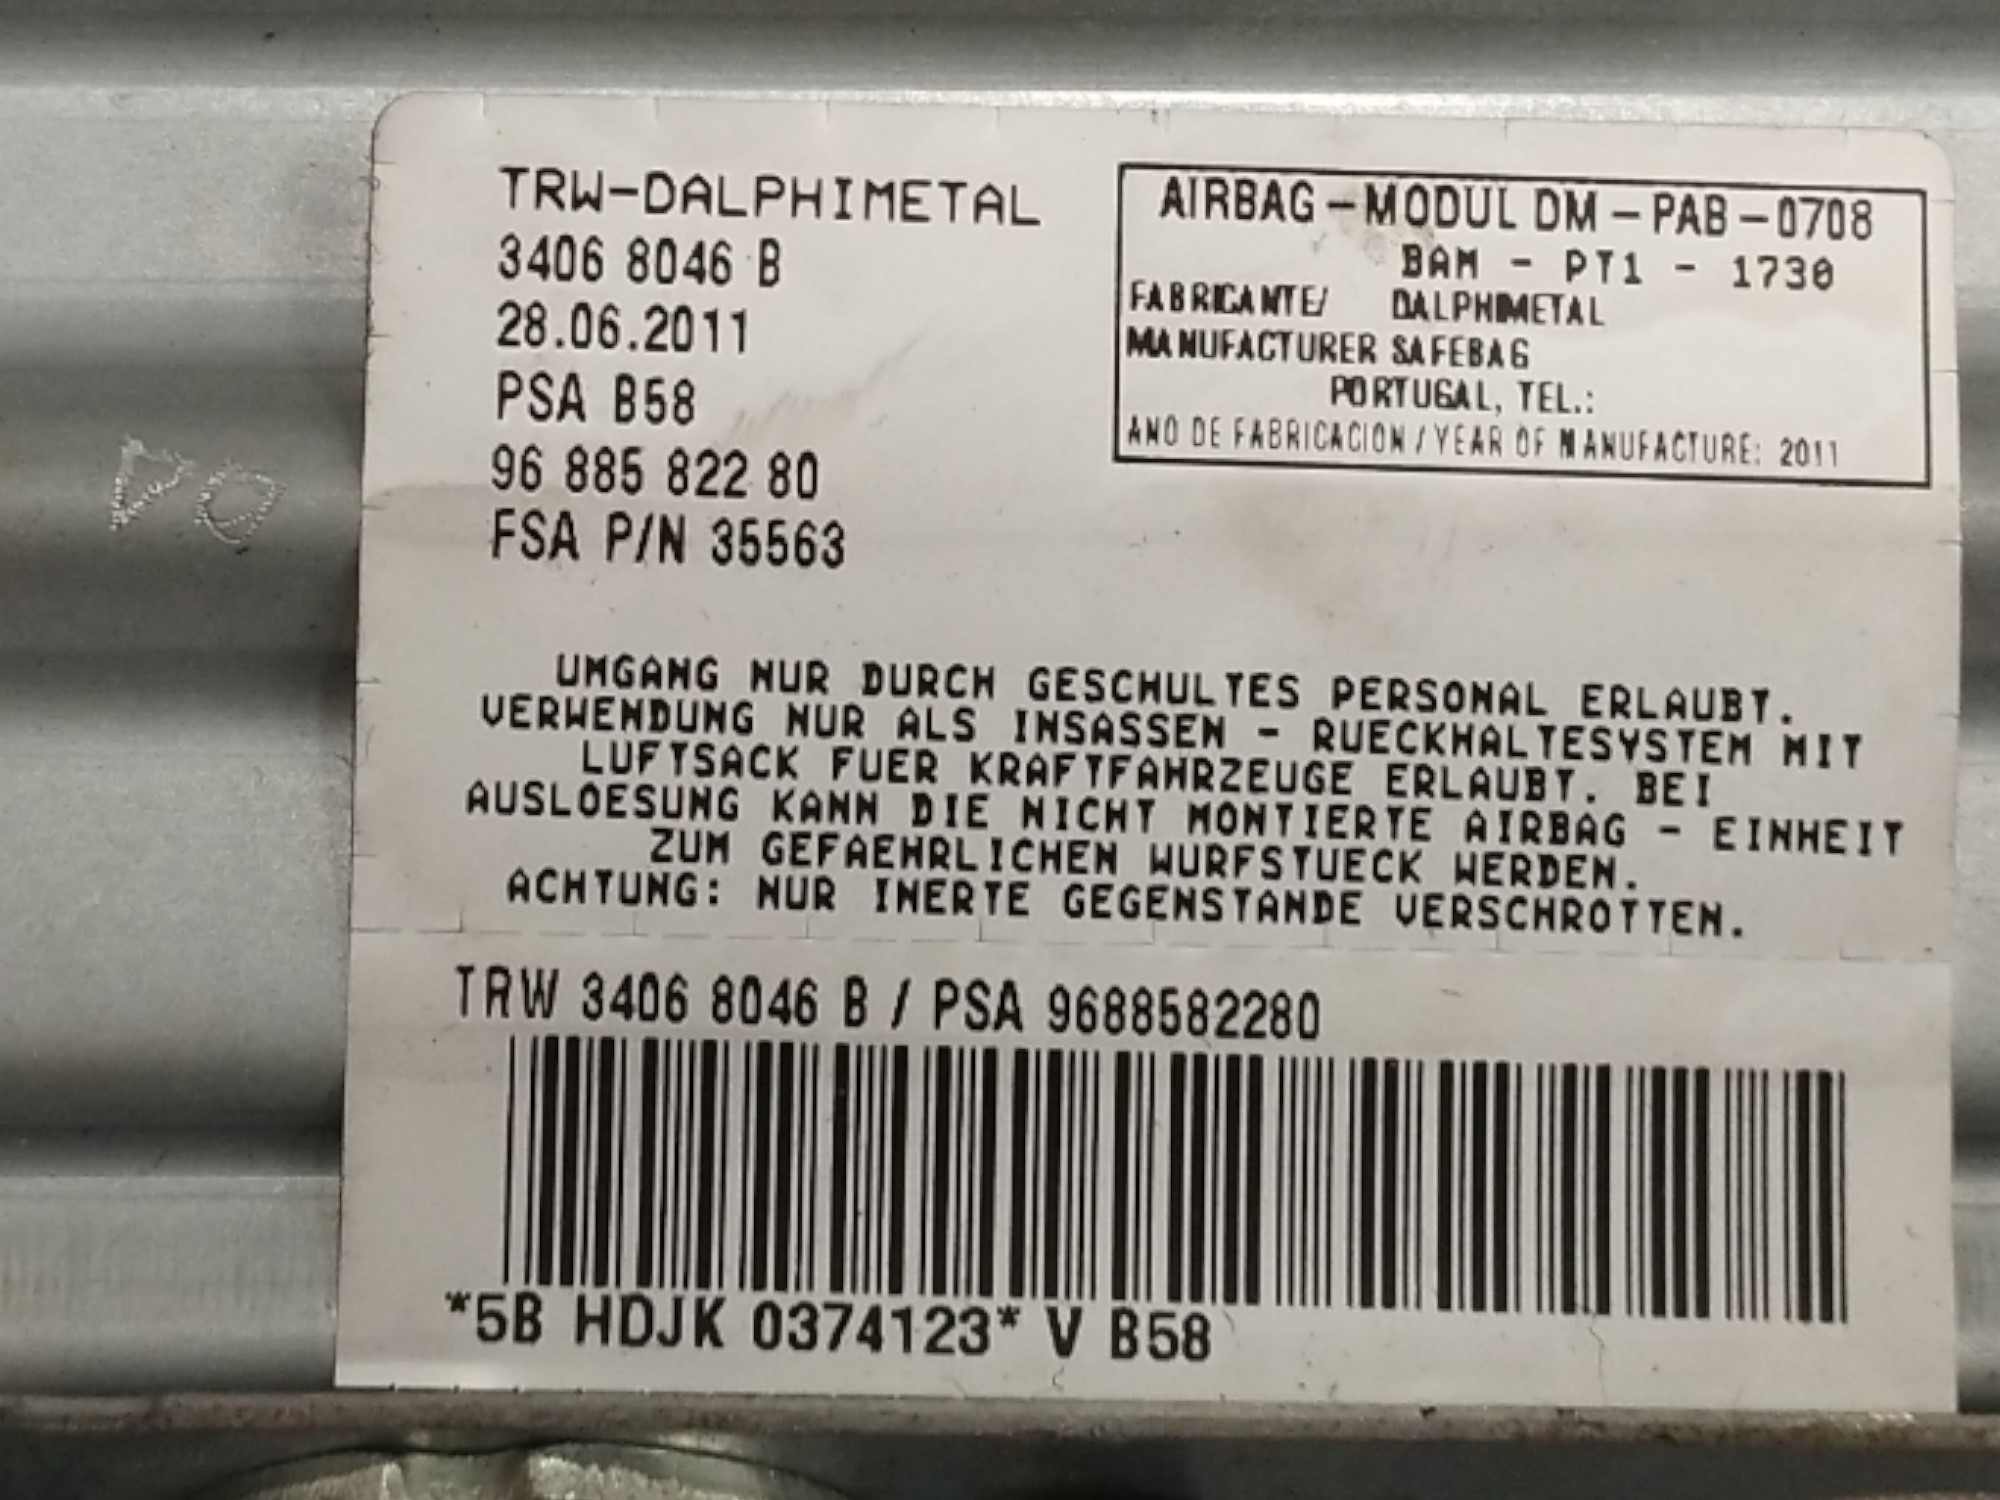 TRW-DALPHIMETAL
3406 8046 B
28.06.2011
PSA B58
96 885 822 80
FSA P/N 35563
AIRBAG-MODUL DM-PAB-0708
BAM - PT1 - 1730
FABRICANTE/ DALPHIMETAL
MANUFACTURER SAFEBAG
PORTUGAL, TEL.:
ANO DE FABRICACION / YEAR OF MANUFACTURE: 2011
UMGANG NUR DURCH GESCHULTES PERSONAL ERLAUBT.
VERWENDUNG NUR ALS INSASSEN - RUECKHALTESYSTEM MIT
LUFTSACK FUER KRAFTFAHRZEUGE ERLAUBT. BEI
AUSLOESUNG KANN DIE NICHT MONTIERTE AIRBAG - EINHEIT
ZUM GEFAEHRLICHEN WURFSTUECK WERDEN.
ACHTUNG: NUR INERTE GEGENSTANDE VERSCHROTTEN.
TRW 3406 8046 B / PSA 9688582280
*5B HDJK 0374123* V B58